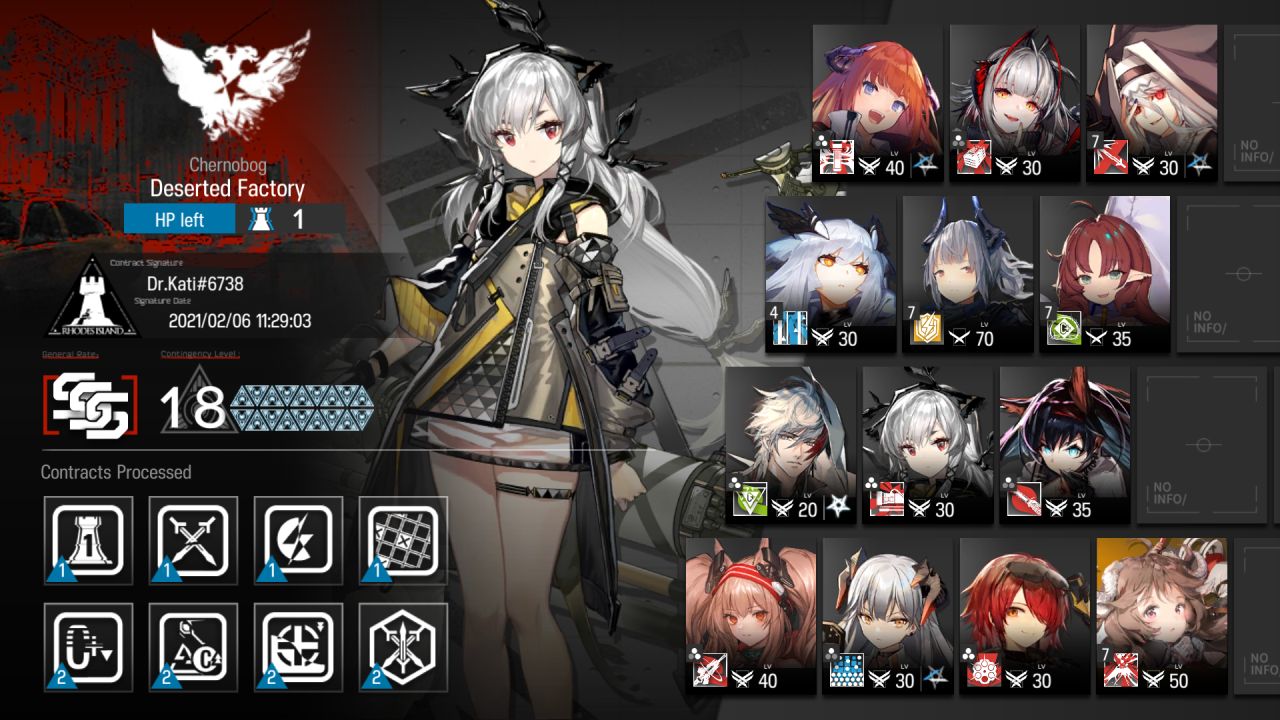 Chernobog
Deserted Factory
HP left 1
Contract Signature
Dr.Kati#6738
Signature Date
2021/02/06 11:29:03
RHODES ISLAND
General Rate:
Contingency Level:
SSS
18
Contracts Processed
1
1
1
1
1
2
2
C
2
2
LV
40
LV
30
7
LV
30
NO
INFO/
4
LV
30
7
LV
70
7
LV
35
NO
INFO/
LV
20
LV
30
LV
35
NO
INFO/
LV
40
LV
30
LV
30
7
LV
50
NO
INFO